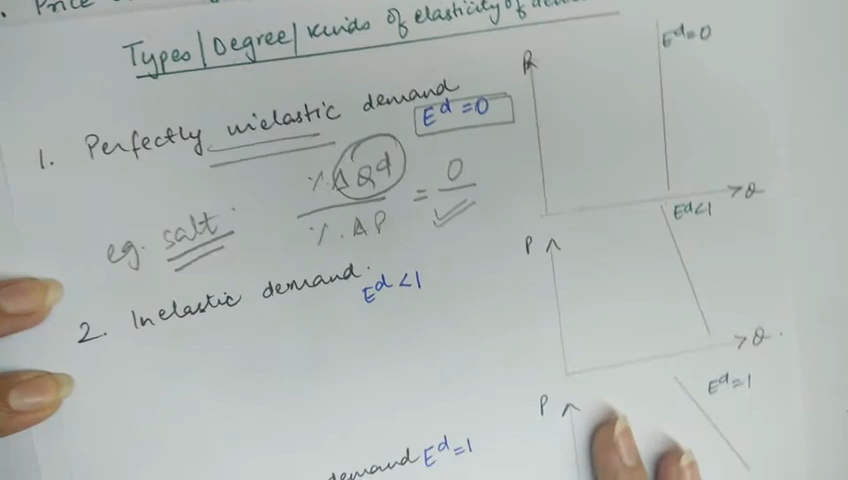 Price
Types/Degree/Kinds of elasticity of
1. Perfectly inelastic demand
Ed=0
eg. salt.
%ΔQd
%ΔP
= 0
2. Inelastic demand.
Ed<1
demand Ed=1
P
Ed=0
Q
P
Ed<1
Q
P
Ed=1